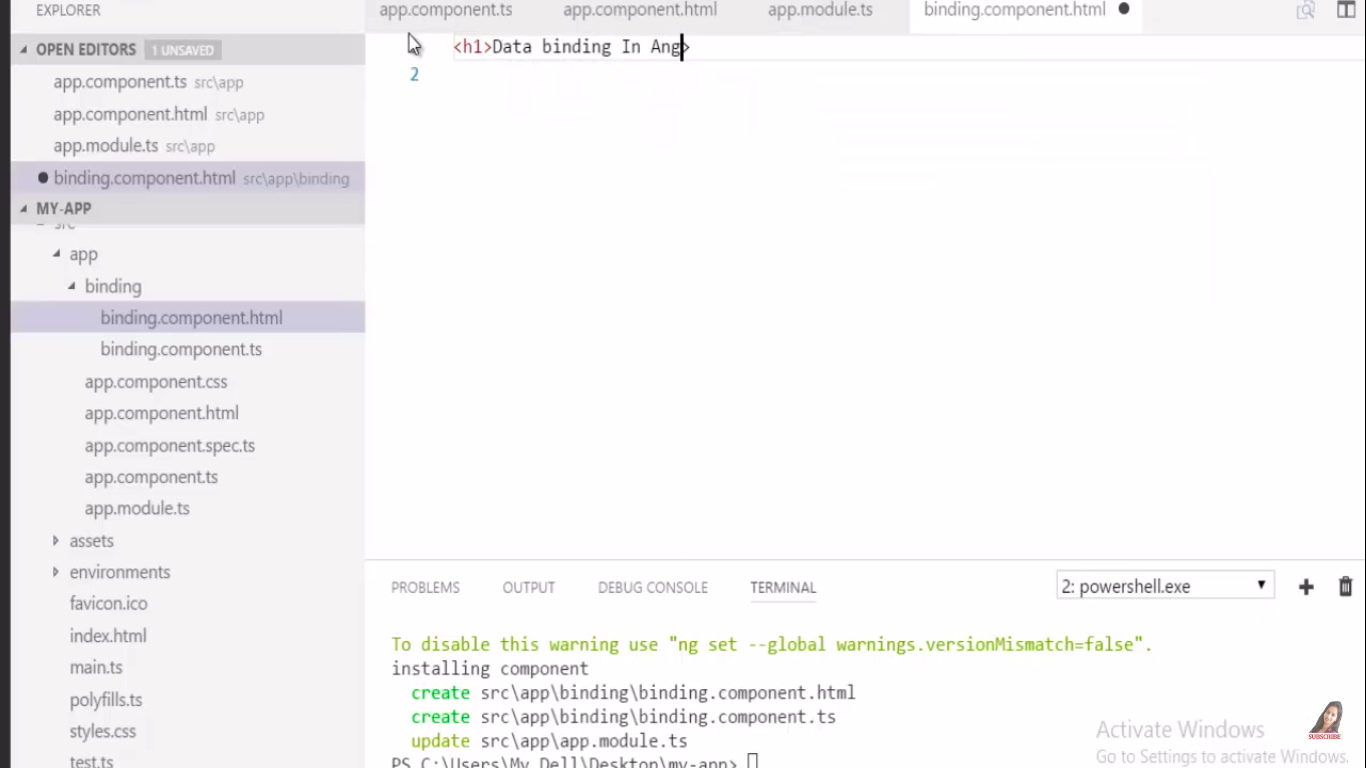 EXPLORER
OPEN EDITORS 1 UNSAVED
app.component.ts src\app
app.component.html src\app
app.module.ts src\app
binding.component.html src\app\binding
MY-APP
src
app
binding
binding.component.html
binding.component.ts
app.component.css
app.component.html
app.component.spec.ts
app.component.ts
app.module.ts
assets
environments
favicon.ico
index.html
main.ts
polyfills.ts
styles.css
test.ts
app.component.ts app.component.html app.module.ts binding.component.html
<h1>Data binding In Ang>
2
PROBLEMS OUTPUT DEBUG CONSOLE TERMINAL 2: powershell.exe
To disable this warning use "ng set --global warnings.versionMismatch=false".
installing component
create src\app\binding\binding.component.html
create src\app\binding\binding.component.ts
update src\app\app.module.ts
PS C:\Users\My Dell\Desktop\my-app>
Activate Windows
Go to Settings to activate Windows.
SUBSCRIBE